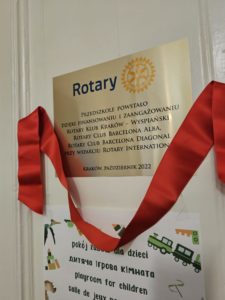 Rotary
Przedszkole powstało
dzięki finansowaniu i zaangażowaniu
Rotary Klub Kraków – Wyspiański
Rotary Club Barcelona Alba,
Rotary Club Barcelona Diagonal
przy wsparciu Rotary International
Kraków, październik 2022
pokój zabaw dla dzieci
дитяча ігрова кімната
playroom for children
salle de jeux